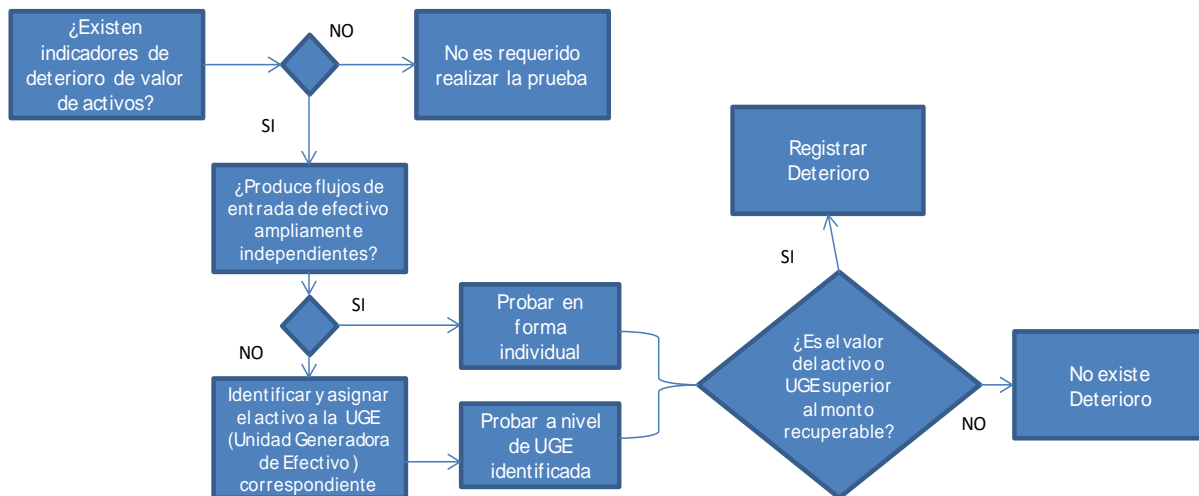 ¿Existen
indicadores de
deterioro de valor
de activos?
NO
No es requerido
realizar la prueba
SI
¿Produce flujos de
entrada de efectivo
ampliamente
independientes?
SI
NO
Probar en
forma
individual
Identificar y asignar
el activo a la UGE
(Unidad Generadora
de Efectivo )
correspondiente
Probar a nivel
de UGE
identificada
¿Es el valor
del activo o
UGE superior
al monto
recuperable?
SI
Registrar
Deterioro
NO
No existe
Deterioro